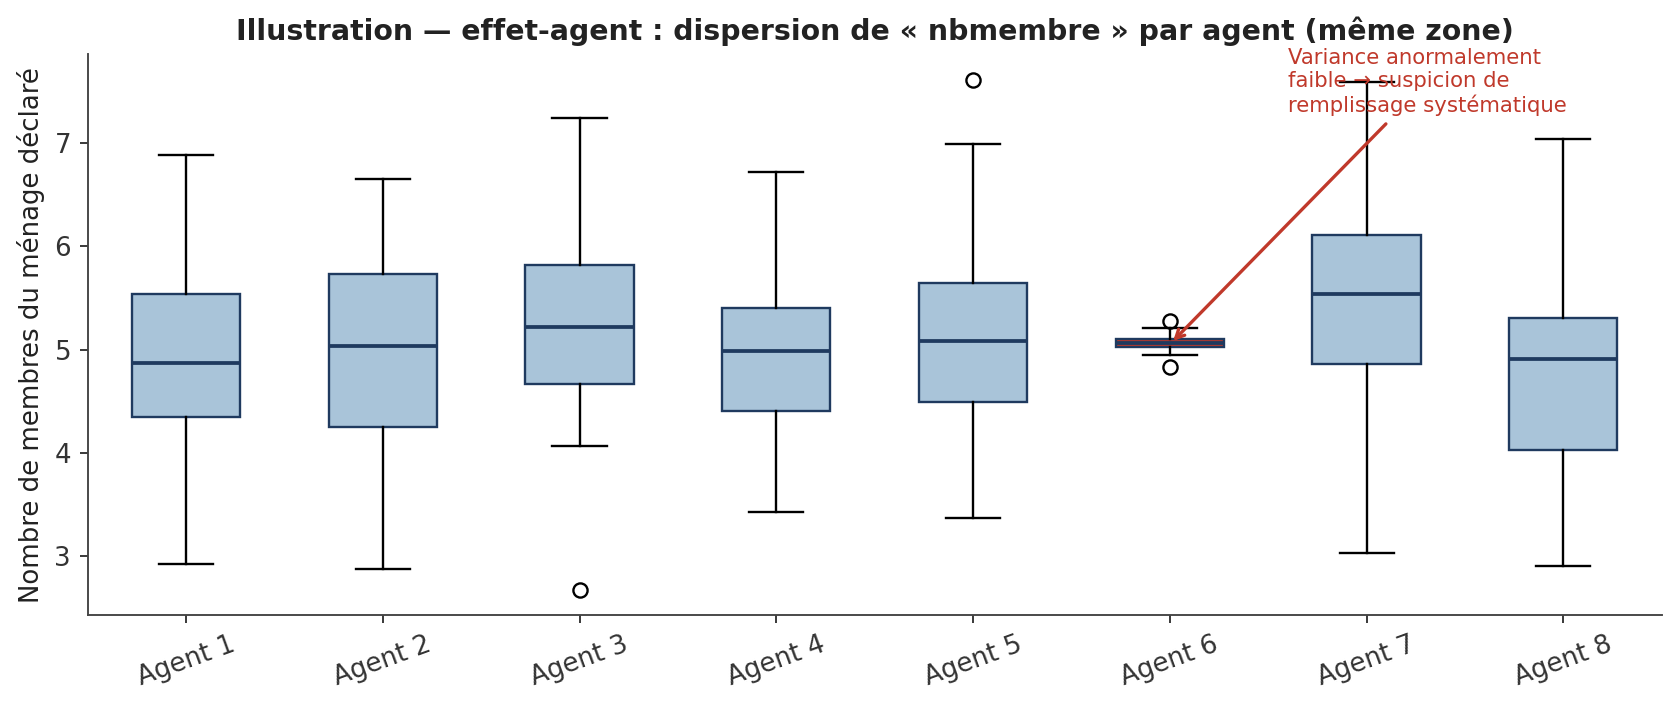 Illustration — effet-agent : dispersion de « nbmembre » par agent (même zone)
Variance anormalement
faible → suspicion de
remplissage systématique
Nombre de membres du ménage déclaré
7
6
5
4
3
Agent 1
Agent 2
Agent 3
Agent 4
Agent 5
Agent 6
Agent 7
Agent 8